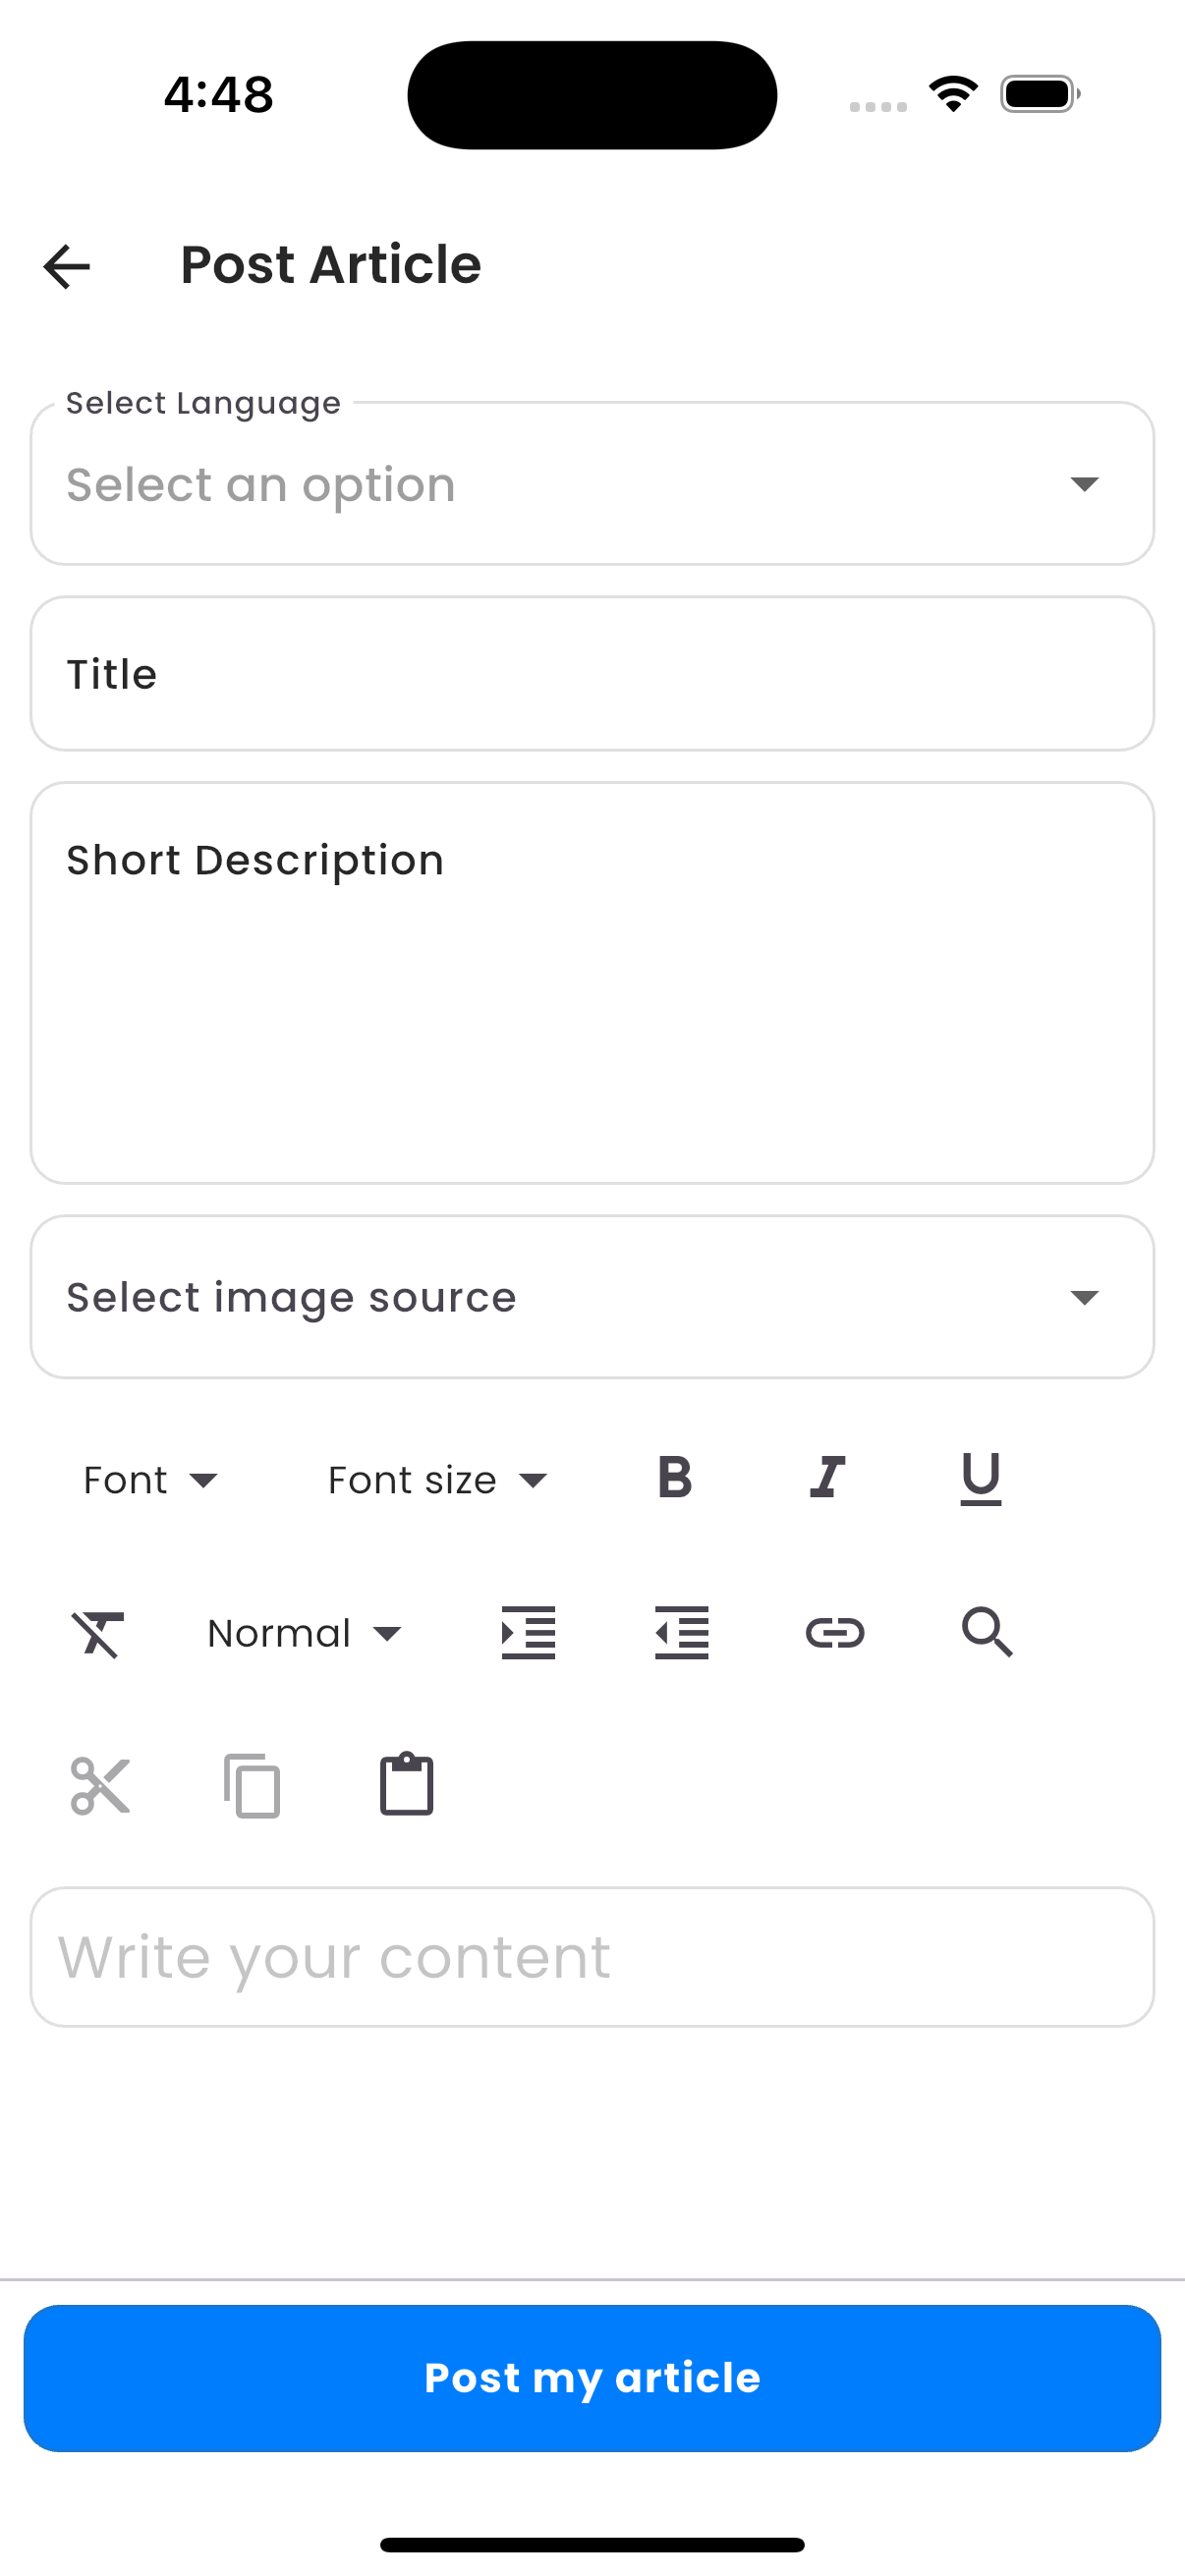 4:48
Post Article
Select Language
Select an option
Title
Short Description
Select image source
Font
Font size
B
I
U
Normal
Write your content
Post my article